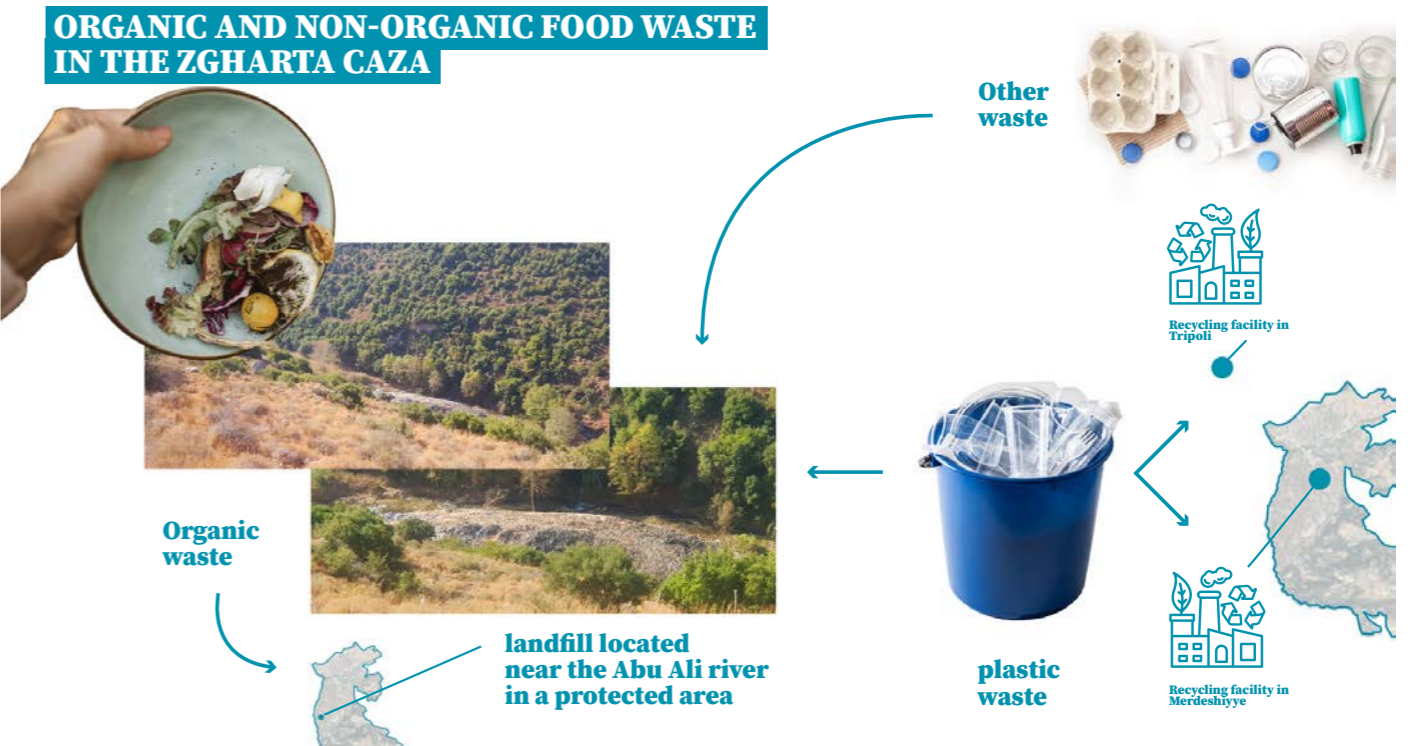 ORGANIC AND NON-ORGANIC FOOD WASTE
IN THE ZGHARTA CAZA
Other
waste
Recycling facility in
Tripoli
Organic
waste
landfill located
near the Abu Ali river
in a protected area
plastic
waste
Recycling facility in
Merdeshiyye